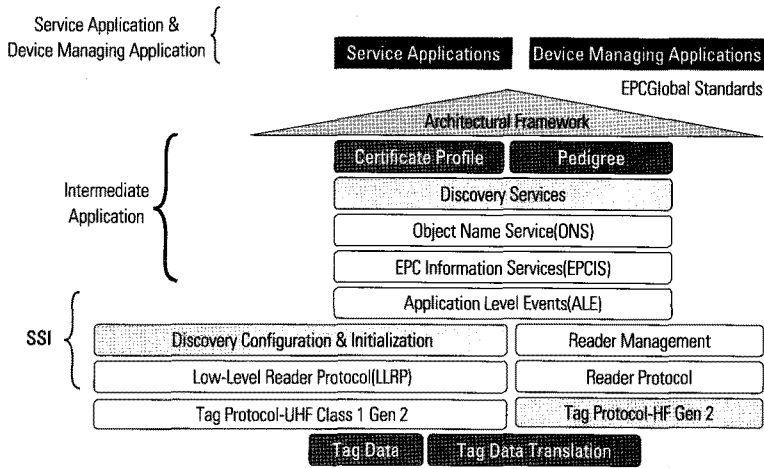 Service Application &
Device Managing Application
Service Applications
Device Managing Applications
EPCGlobal Standards
Architectural Framework
Certificate Profile
Pedigree
Intermediate
Application
Discovery Services
Object Name Service(ONS)
EPC Information Services(EPCIS)
Application Level Events(ALE)
SSI
Discovery Configuration & Initialization
Reader Management
Low-Level Reader Protocol(LLRP)
Reader Protocol
Tag Protocol-UHF Class 1 Gen 2
Tag Protocol-HF Gen 2
Tag Data
Tag Data Translation